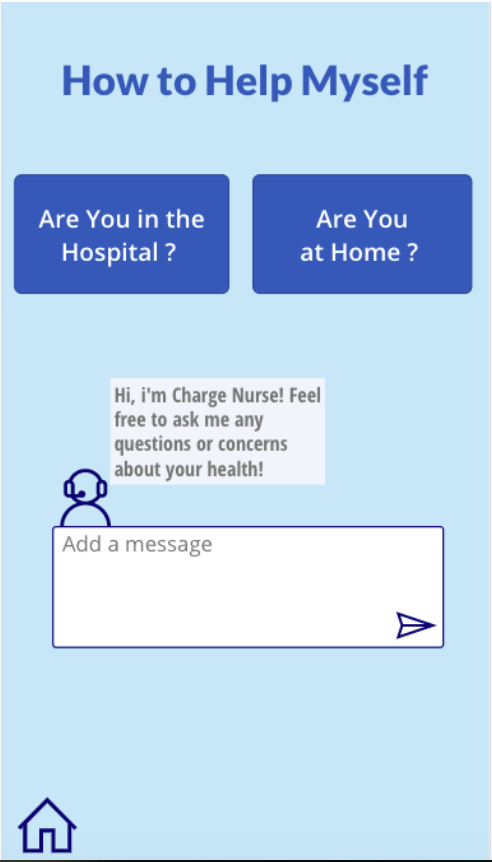 How to Help Myself
Are You in the
Hospital ?
Are You
at Home ?
Hi, i'm Charge Nurse! Feel
free to ask me any
questions or concerns
about your health!
Add a message